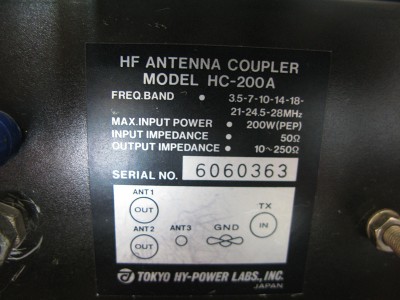 HF ANTENNA COUPLER
MODEL HC-200A
FREQ.BAND • 3.5-7-10-14-18-
21-24.5-28MHz
MAX.INPUT POWER • 200W(PEP)
INPUT IMPEDANCE • 50Ω
OUTPUT IMPEDANCE • 10~250Ω
SERIAL NO. 6060363
ANT1
OUT
TX
ANT2 ANT3 GND IN
OUT
TOKYO HY-POWER LABS., INC.
JAPAN